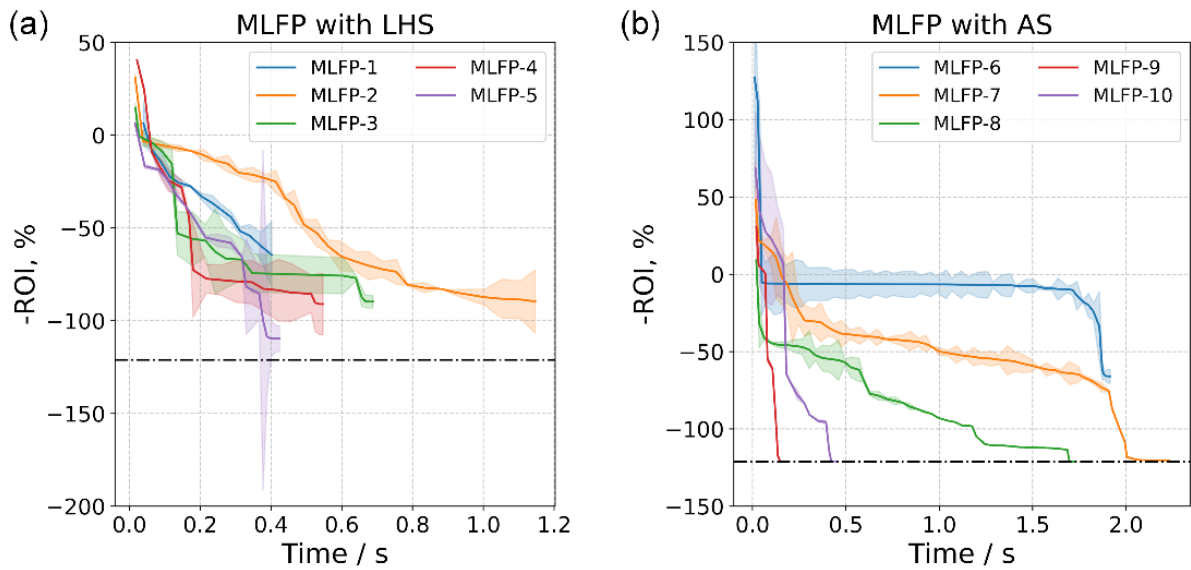 (a)
MLFP with LHS
50
0
−50
−100
−150
−200
-ROI, %
MLFP-1
MLFP-2
MLFP-3
MLFP-4
MLFP-5
0.0 0.2 0.4 0.6 0.8 1.0 1.2
Time / s
(b)
MLFP with AS
150
100
50
0
−50
−100
−150
-ROI, %
MLFP-6
MLFP-7
MLFP-8
MLFP-9
MLFP-10
0.0 0.5 1.0 1.5 2.0
Time / s